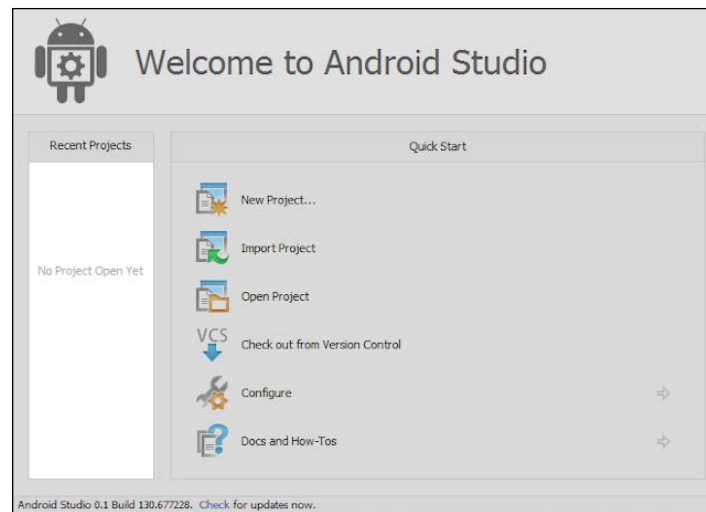 Welcome to Android Studio
Recent Projects
No Project Open Yet
Quick Start
New Project...
Import Project
Open Project
VCS
Check out from Version Control
Configure
Docs and How-Tos
Android Studio 0.1 Build 130.677228. Check for updates now.